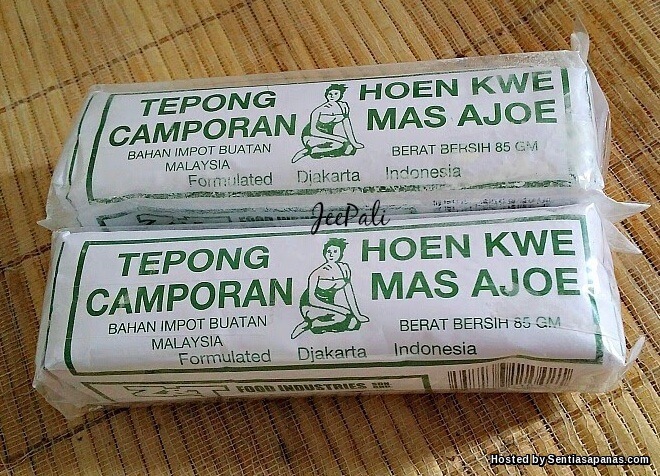 TEPONG
CAMPORAN
BAHAN IMPOT BUATAN
MALAYSIA
HOEN KWE
MAS AJOE
BERAT BERSIH 85 GM
Formulated Djakarta Indonesia
JeePali
TEPONG
CAMPORAN
BAHAN IMPOT BUATAN
MALAYSIA
HOEN KWE
MAS AJOE
BERAT BERSIH 85 GM
Formulated Djakarta Indonesia
FOOD INDUSTRIES
Hosted by Sentiasapanas.com